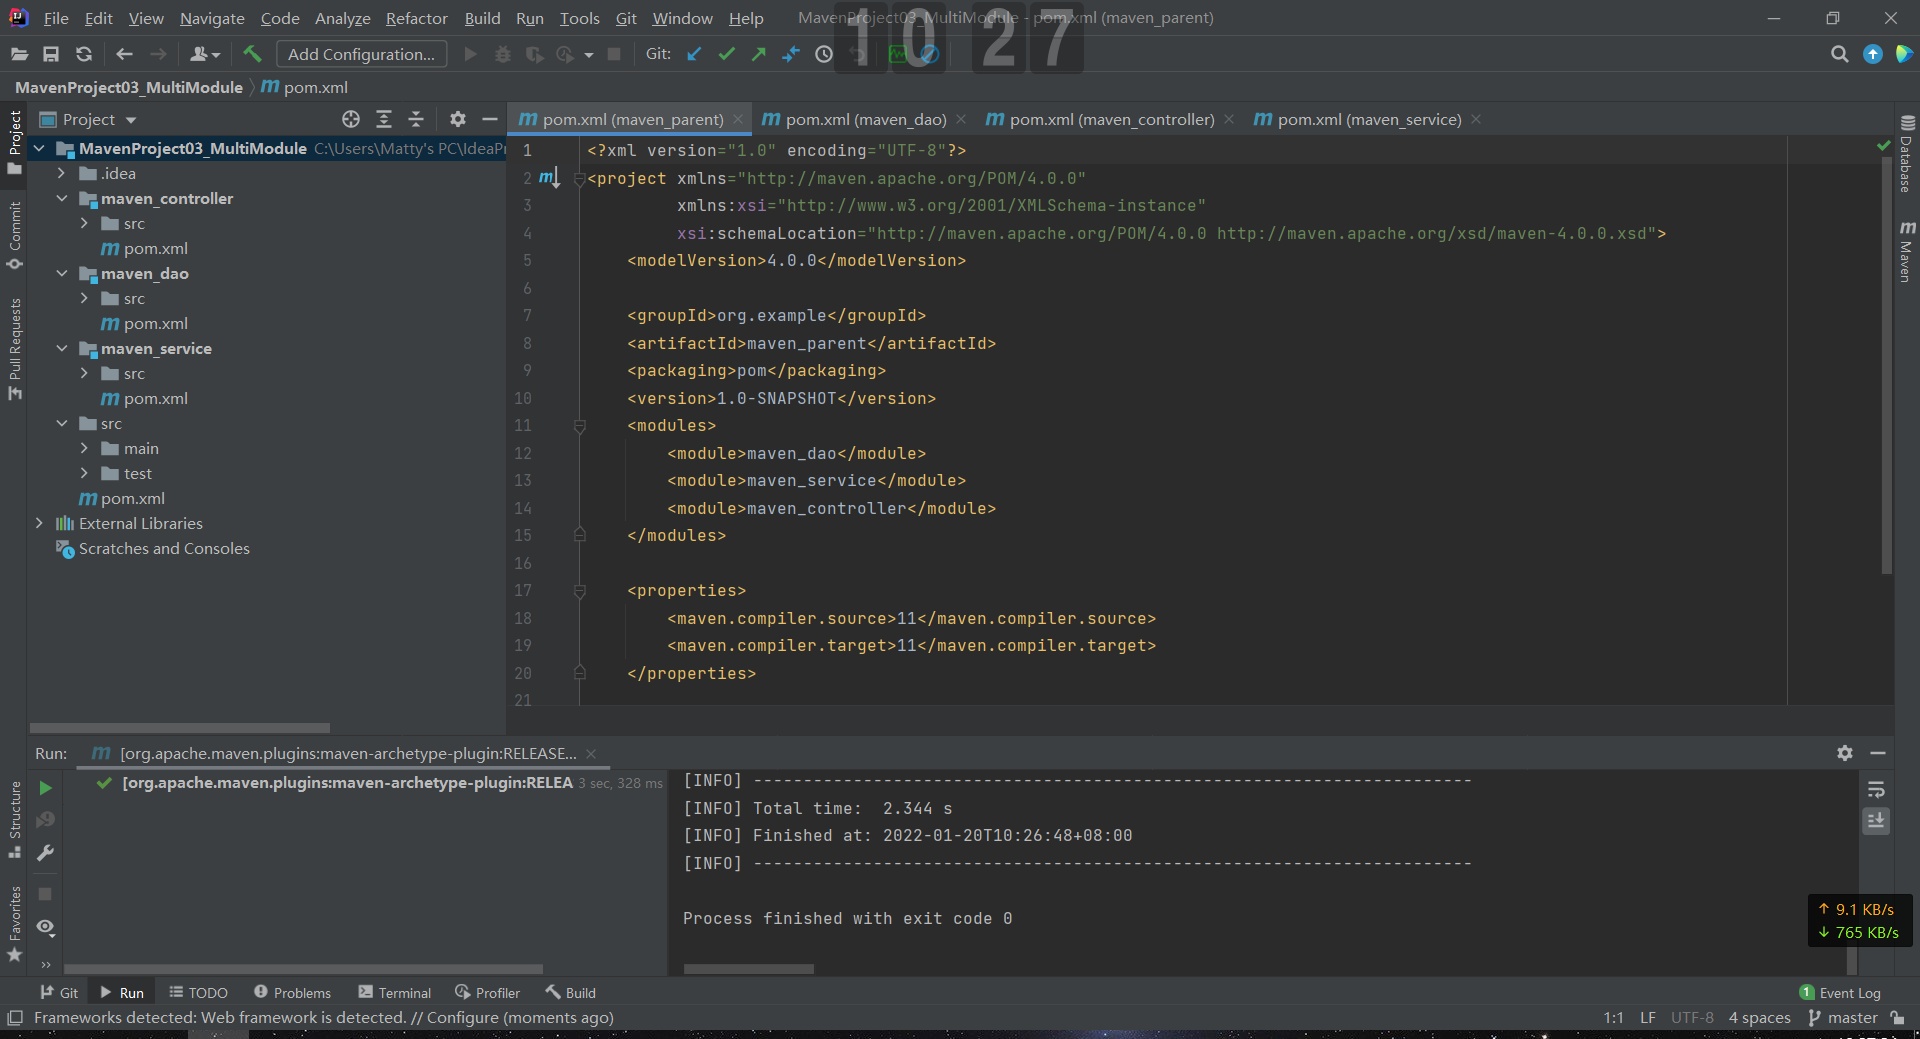 File Edit View Navigate Code Analyze Refactor Build Run Tools Git Window Help MavenProject03_MultiModule - pom.xml (maven_parent)
10 27
Add Configuration... Git:
MavenProject03_MultiModule pom.xml
Project
pom.xml (maven_parent) pom.xml (maven_dao) pom.xml (maven_controller) pom.xml (maven_service)
MavenProject03_MultiModule C:\Users\Matty's PC\IdeaPr
.idea
maven_controller
src
pom.xml
maven_dao
src
pom.xml
maven_service
src
pom.xml
src
main
test
pom.xml
External Libraries
Scratches and Consoles
1 <?xml version="1.0" encoding="UTF-8"?>
2 <project xmlns="http://maven.apache.org/POM/4.0.0"
3 xmlns:xsi="http://www.w3.org/2001/XMLSchema-instance"
4 xsi:schemaLocation="http://maven.apache.org/POM/4.0.0 http://maven.apache.org/xsd/maven-4.0.0.xsd">
5 <modelVersion>4.0.0</modelVersion>
6
7 <groupId>org.example</groupId>
8 <artifactId>maven_parent</artifactId>
9 <packaging>pom</packaging>
10 <version>1.0-SNAPSHOT</version>
11 <modules>
12 <module>maven_dao</module>
13 <module>maven_service</module>
14 <module>maven_controller</module>
15 </modules>
16
17 <properties>
18 <maven.compiler.source>11</maven.compiler.source>
19 <maven.compiler.target>11</maven.compiler.target>
20 </properties>
21
Project
Commit
Pull Requests
Structure
Favorites
Database
Maven
Run: [org.apache.maven.plugins:maven-archetype-plugin:RELEASE...
[org.apache.maven.plugins:maven-archetype-plugin:RELEA 3 sec, 328 ms
[INFO] ------------------------------------------------------------------------
[INFO] Total time:  2.344 s
[INFO] Finished at: 2022-01-20T10:26:48+08:00
[INFO] ------------------------------------------------------------------------
Process finished with exit code 0
↑ 9.1 KB/s
↓ 765 KB/s
Git Run TODO Problems Terminal Profiler Build 1 Event Log
Frameworks detected: Web framework is detected. // Configure (moments ago) 1:1 LF UTF-8 4 spaces master